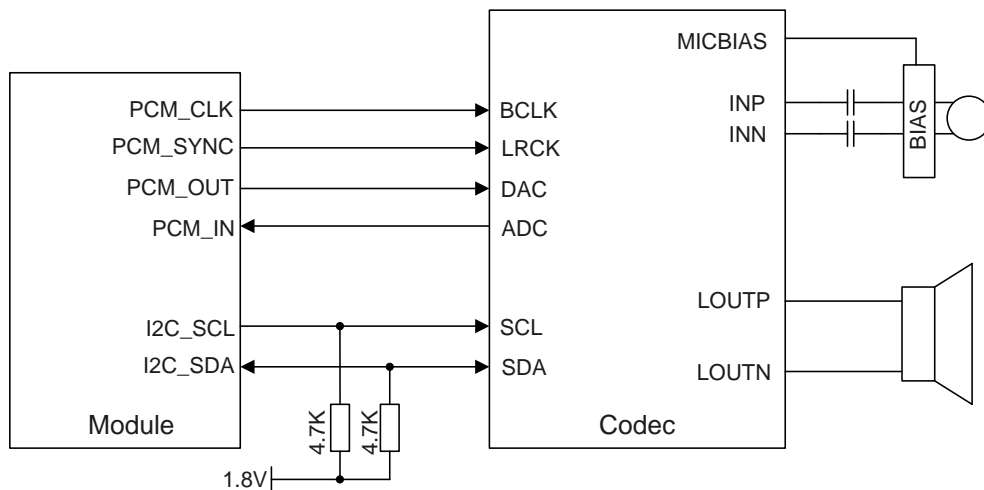 MICBIAS
PCM_CLK
BCLK
INP
PCM_SYNC
LRCK
INN
BIAS
PCM_OUT
DAC
PCM_IN
ADC
LOUTP
I2C_SCL
SCL
I2C_SDA
SDA
LOUTN
Module
4.7K
4.7K
Codec
1.8V